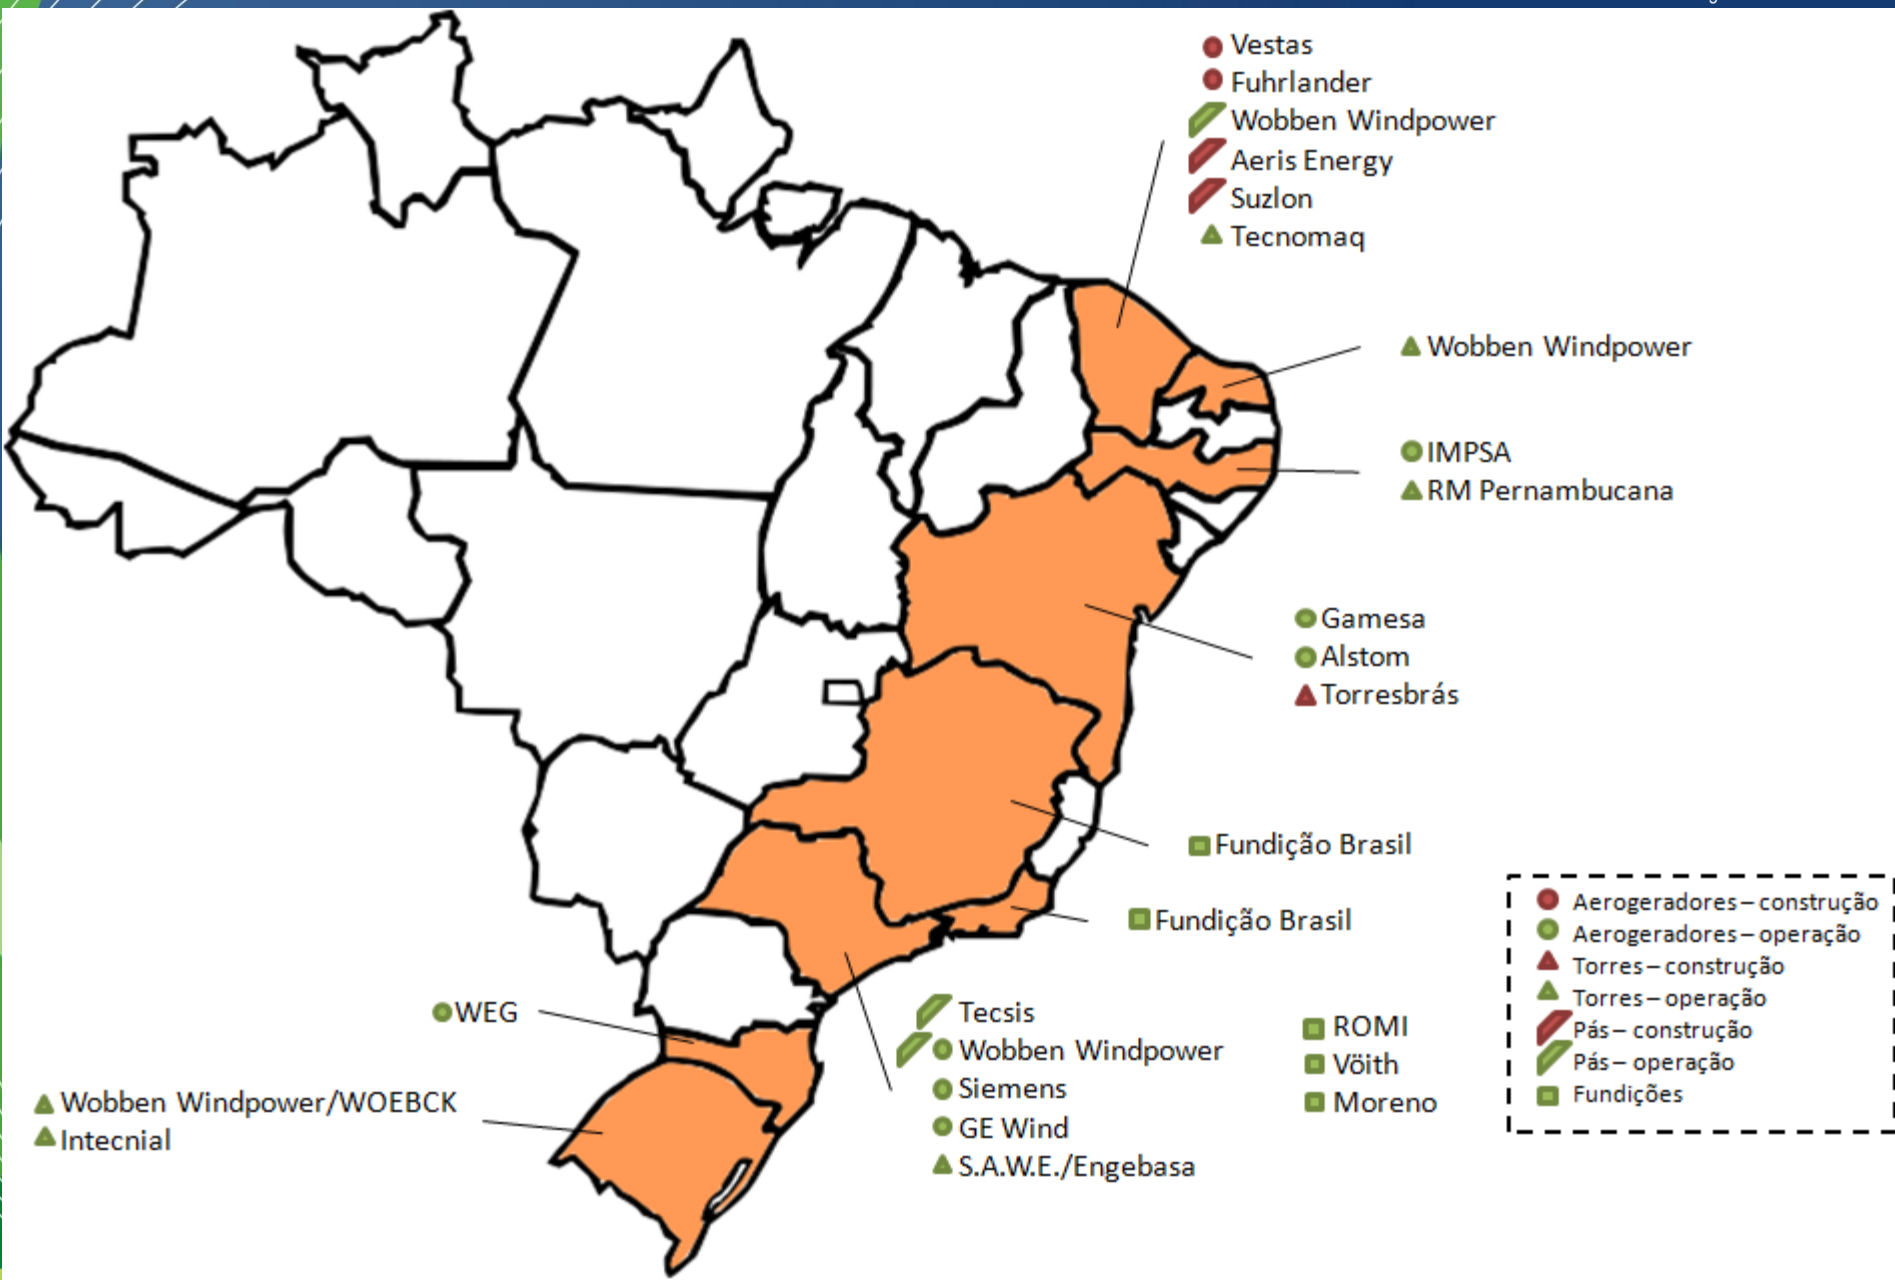 Vestas
Fuhrlander
Wobben Windpower
Aeris Energy
Suzlon
Tecnomaq
Wobben Windpower
IMPSA
RM Pernambucana
Gamesa
Alstom
Torresbrás
Fundição Brasil
Fundição Brasil
WEG
Wobben Windpower/WOEBCK
Intecnial
Tecsis
Wobben Windpower
Siemens
GE Wind
S.A.W.E./Engebasa
ROMI
Vöith
Moreno
Aerogeradores – construção
Aerogeradores – operação
Torres – construção
Torres – operação
Pás – construção
Pás – operação
Fundições